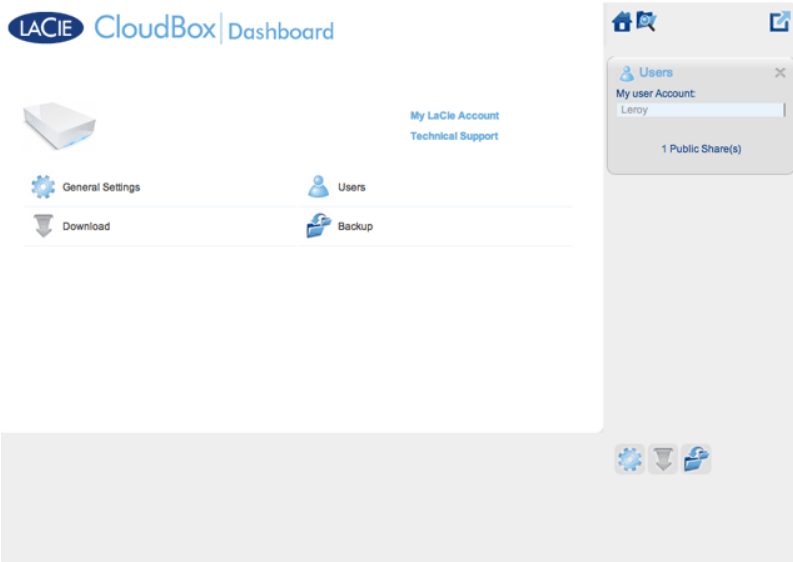 LACIE CloudBox Dashboard
My LaCie Account
Technical Support
General Settings
Users
Download
Backup
Users
My user Account:
Leroy
1 Public Share(s)